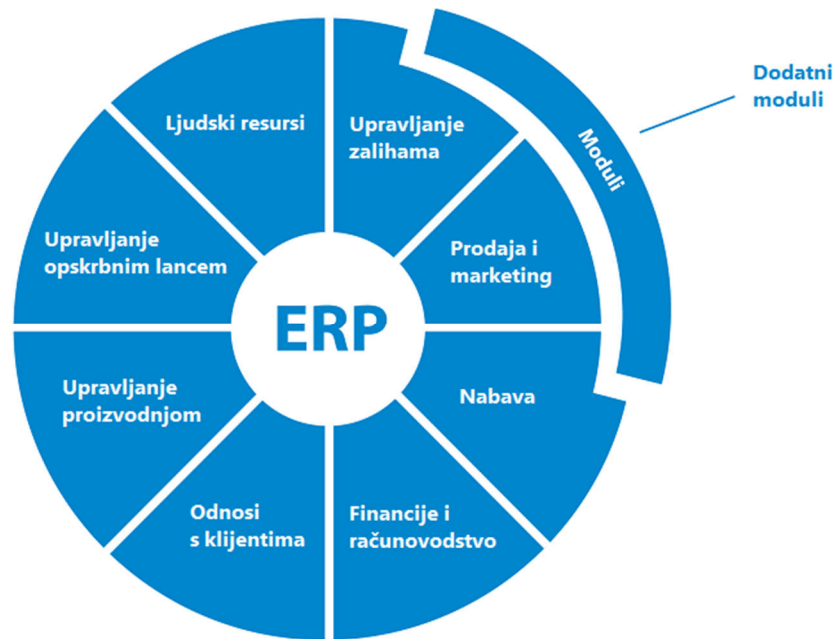 Dodatni
moduli
Moduli
Ljudski resursi
Upravljanje
zalihama
Upravljanje
opskrbnim lancem
Prodaja i
marketing
ERP
Upravljanje
proizvodnjom
Nabava
Odnosi
s klijentima
Financije i
računovodstvo